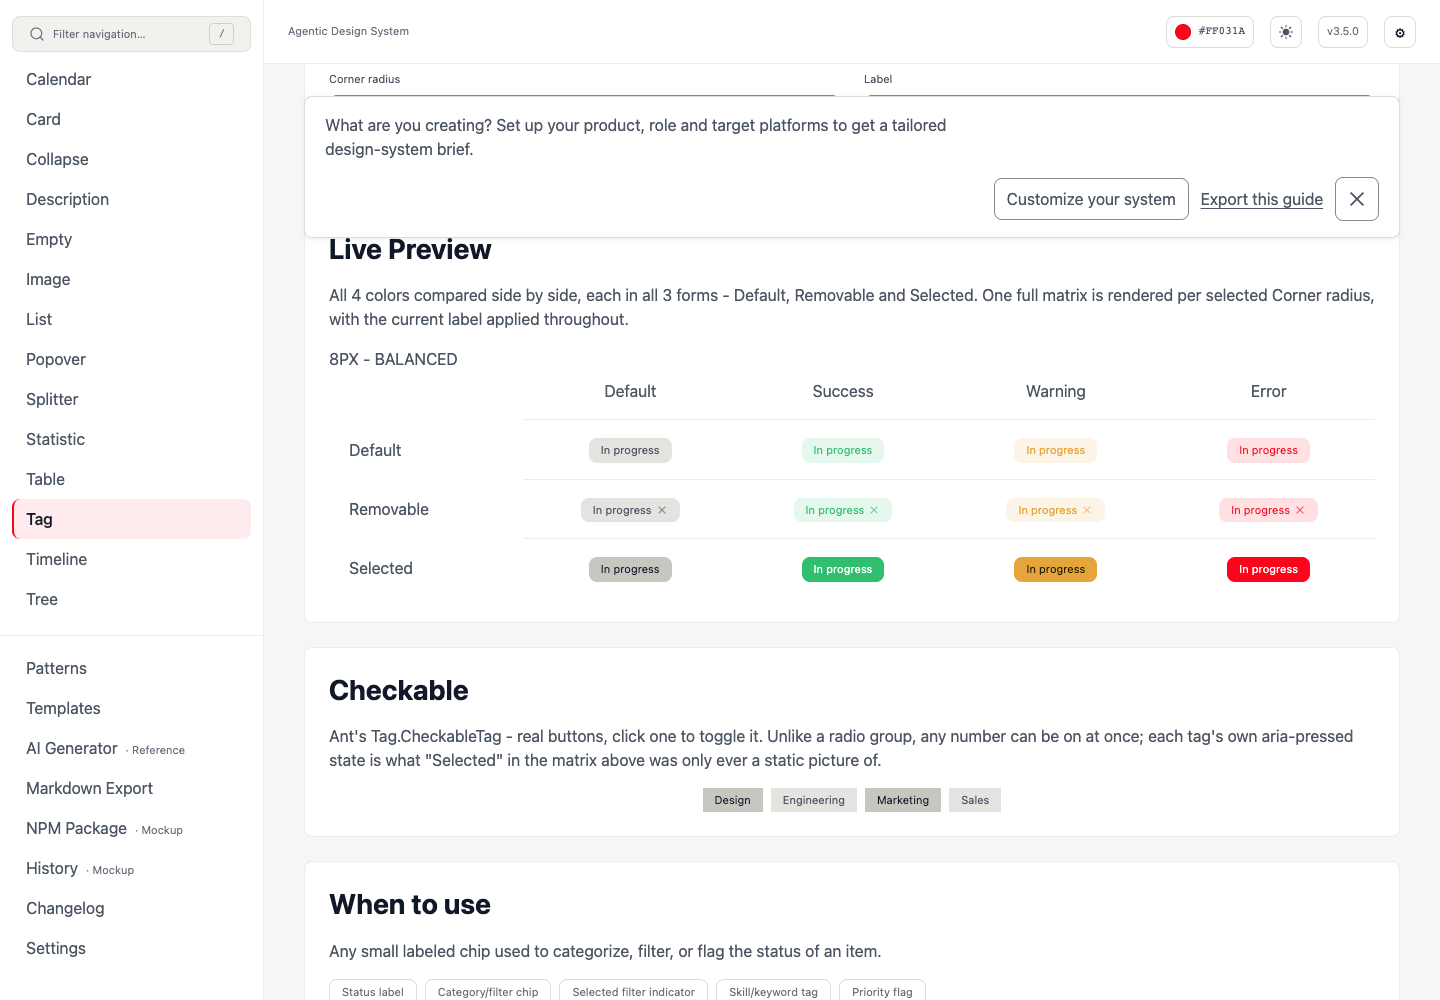 Filter navigation... /
Calendar
Card
Collapse
Description
Empty
Image
List
Popover
Splitter
Statistic
Table
Tag
Timeline
Tree
Patterns
Templates
AI Generator · Reference
Markdown Export
NPM Package · Mockup
History · Mockup
Changelog
Settings
Agentic Design System
#FF031A
v3.5.0
Corner radius
Label
What are you creating? Set up your product, role and target platforms to get a tailored
design-system brief.
Customize your system
Export this guide
Live Preview
All 4 colors compared side by side, each in all 3 forms - Default, Removable and Selected. One full matrix is rendered per selected Corner radius,
with the current label applied throughout.
8PX - BALANCED
Default Success Warning Error
Default In progress In progress In progress In progress
Removable In progress × In progress × In progress × In progress ×
Selected In progress In progress In progress In progress
Checkable
Ant's Tag.CheckableTag - real buttons, click one to toggle it. Unlike a radio group, any number can be on at once; each tag's own aria-pressed
state is what "Selected" in the matrix above was only ever a static picture of.
Design Engineering Marketing Sales
When to use
Any small labeled chip used to categorize, filter, or flag the status of an item.
Status label Category/filter chip Selected filter indicator Skill/keyword tag Priority flag